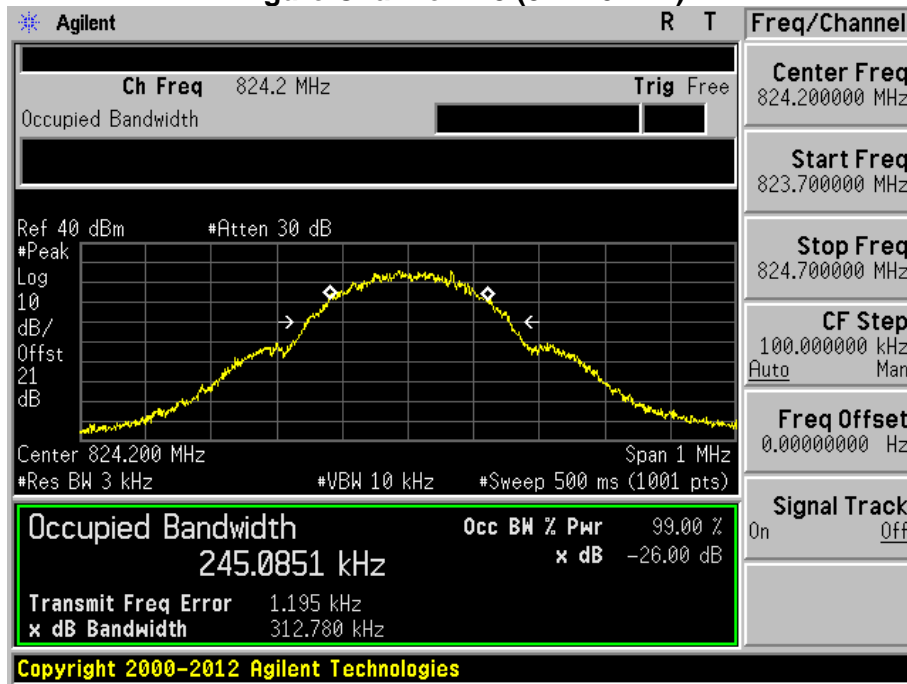 Agilent R T
Freq/Channel
Ch Freq 824.2 MHz Trig Free
Occupied Bandwidth
Center Freq
824.200000 MHz
Start Freq
823.700000 MHz
Stop Freq
824.700000 MHz
CF Step
100.000000 kHz
Auto Man
Freq Offset
0.00000000 Hz
Signal Track
On Off
Ref 40 dBm #Atten 30 dB
#Peak
Log
10
dB/
Offst
21
dB
Center 824.200 MHz Span 1 MHz
#Res BW 3 kHz #VBW 10 kHz #Sweep 500 ms (1001 pts)
Occupied Bandwidth Occ BW % Pwr 99.00 %
245.0851 kHz x dB -26.00 dB
Transmit Freq Error 1.195 kHz
x dB Bandwidth 312.780 kHz
Copyright 2000-2012 Agilent Technologies